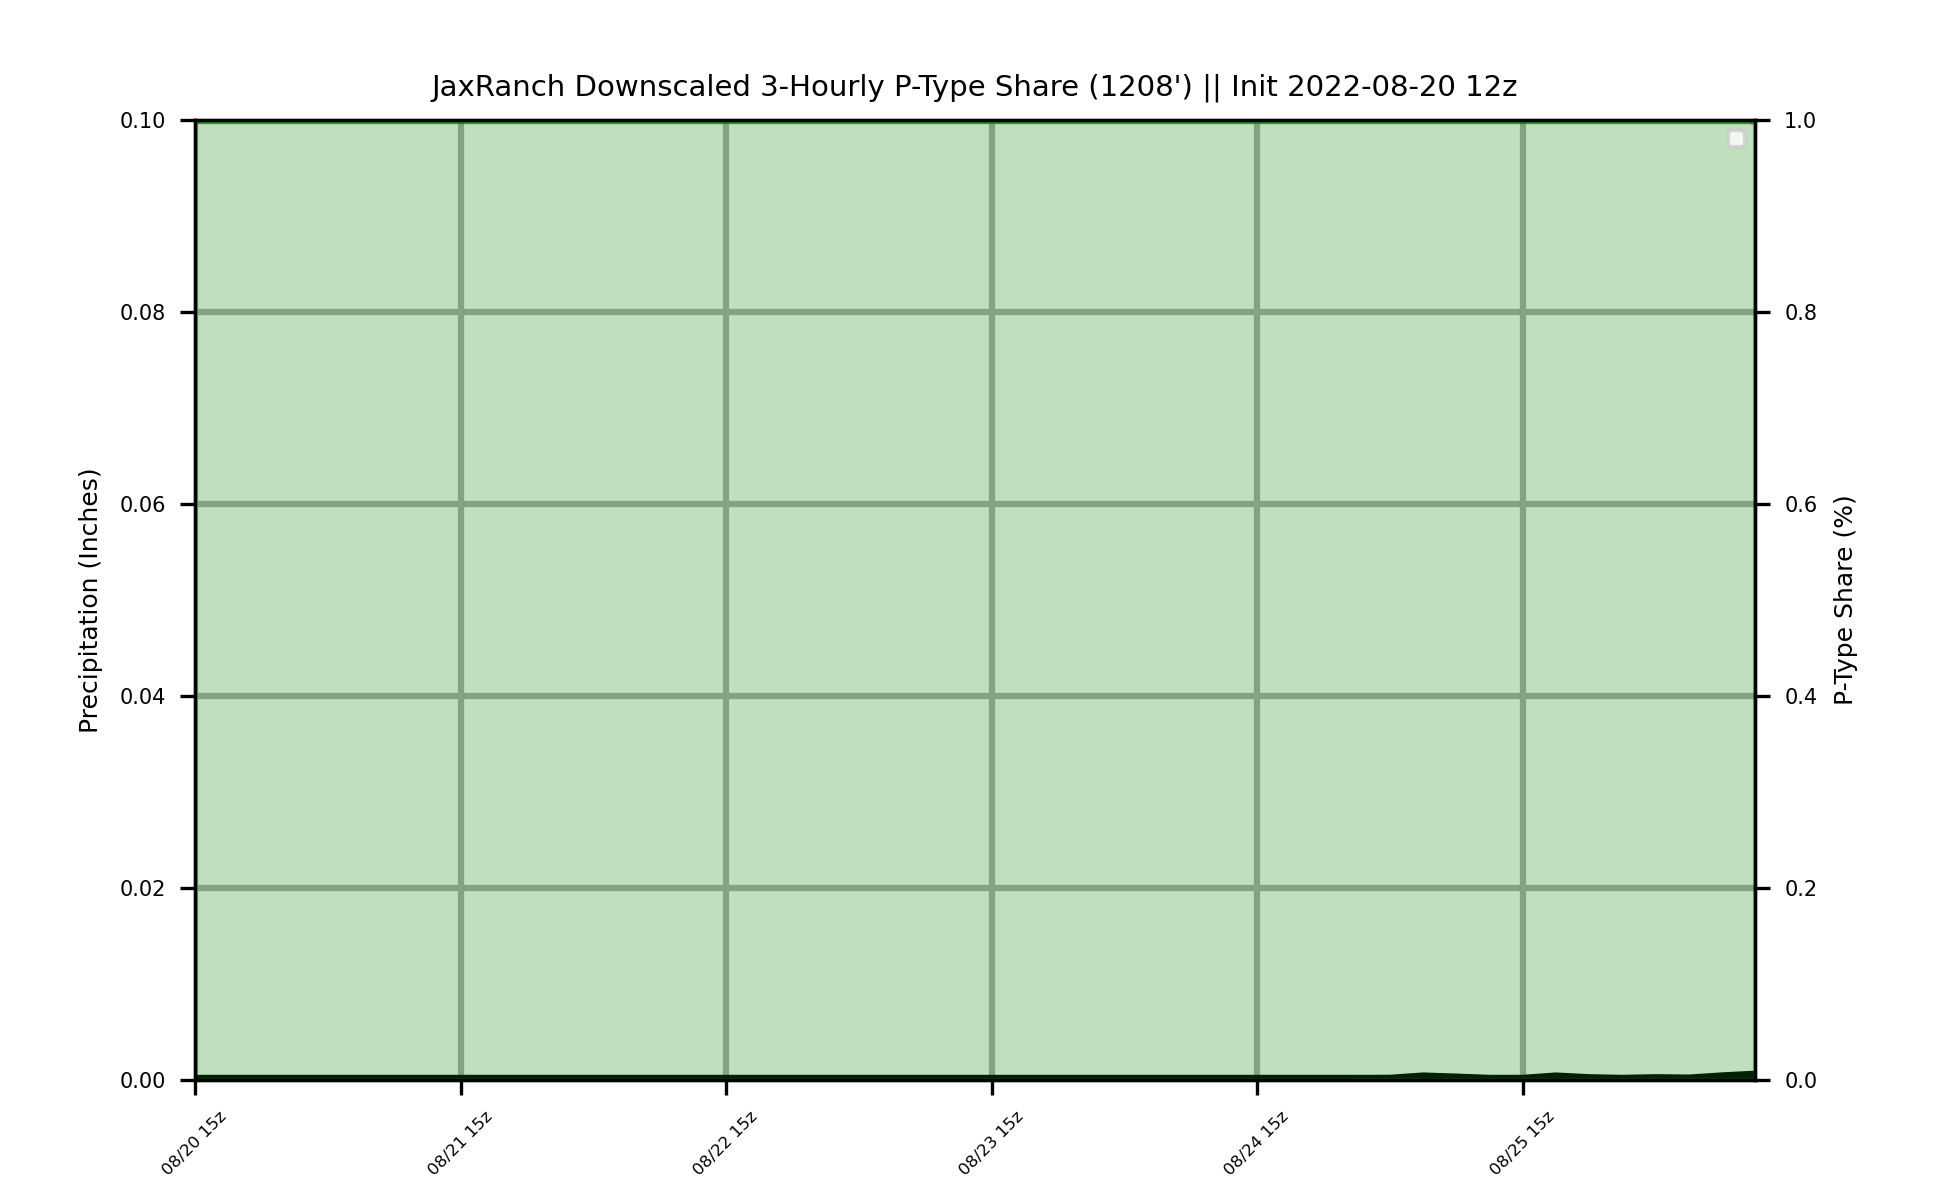 JaxRanch Downscaled 3-Hourly P-Type Share (1208') || Init 2022-08-20 12z
Precipitation (Inches)
0.10
0.08
0.06
0.04
0.02
0.00
1.0
0.8
0.6
0.4
0.2
0.0
P-Type Share (%)
08/20 15z
08/21 15z
08/22 15z
08/23 15z
08/24 15z
08/25 15z